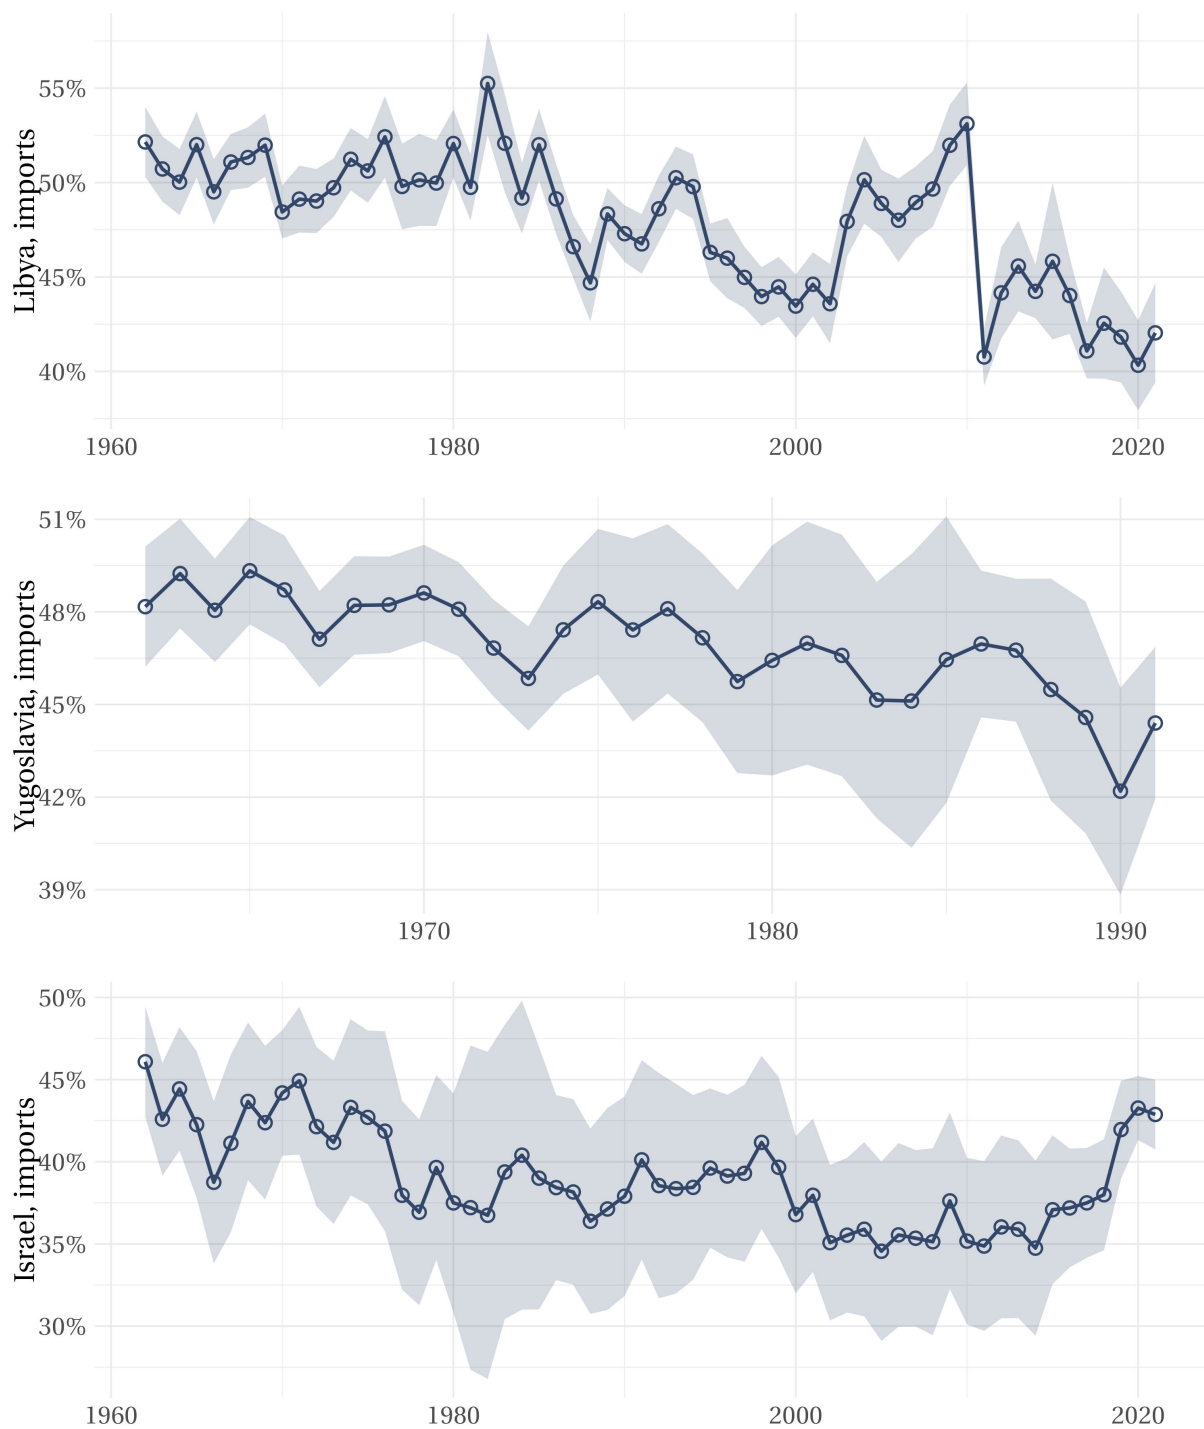 Libya, imports
55%
50%
45%
40%
1960 1980 2000 2020
Yugoslavia, imports
51%
48%
45%
42%
39%
1970 1980 1990
Israel, imports
50%
45%
40%
35%
30%
1960 1980 2000 2020